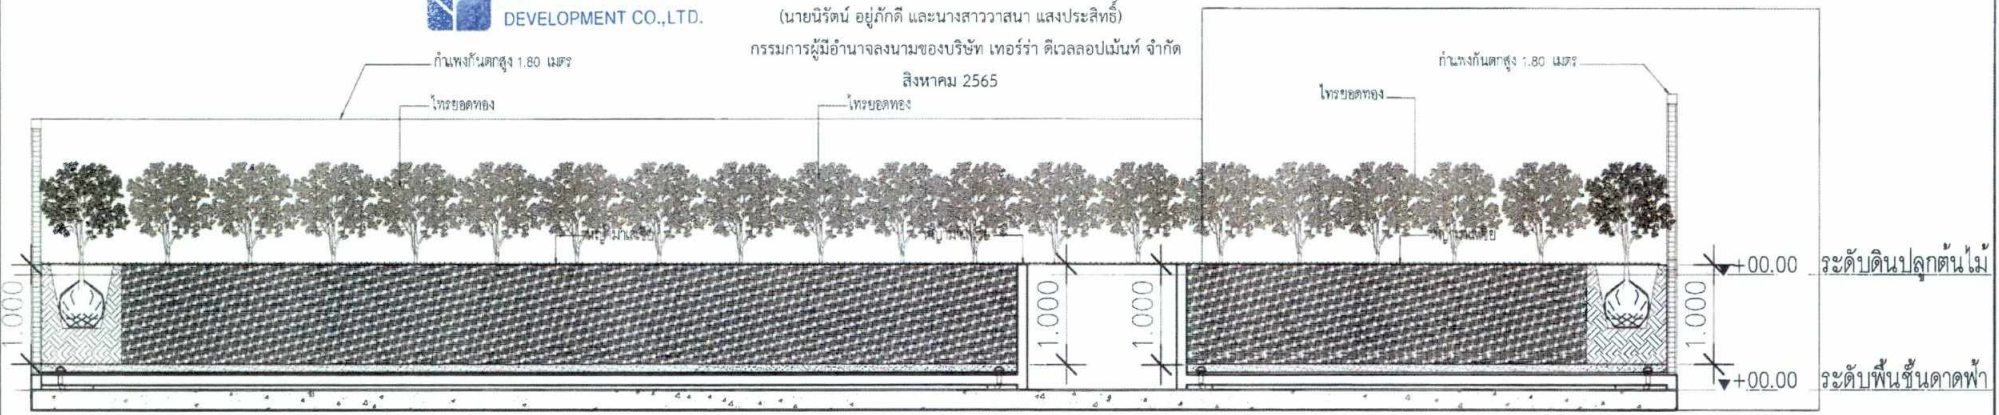 DEVELOPMENT CO.,LTD.
(นายนิรัตน์ อยู่ภักดี และนางสาววาสนา แสงประสิทธิ์)
กรรมการผู้มีอำนาจลงนามของบริษัท เทอร์ร่า ดีเวลลอปเม้นท์ จำกัด
สิงหาคม 2565
กำแพงกันตกสูง 1.80 เมตร
กำแพงกันตกสูง 1.80 เมตร
ไทรยอดทอง
ไทรยอดทอง
ไทรยอดทอง
+00.00 ระดับดินปลูกต้นไม้
1.000
1.000
1.000
1.000
+00.00 ระดับพื้นชั้นดาดฟ้า